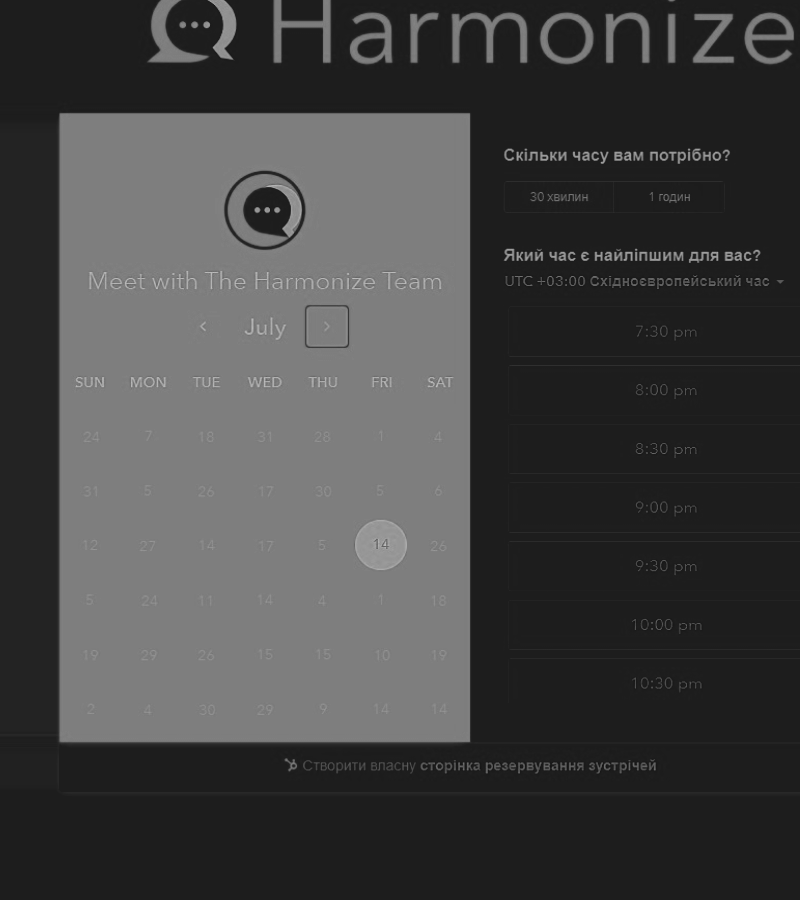 Harmonize
Meet with The Harmonize Team
July
SUN MON TUE WED THU FRI SAT
24 7 18 31 28 1 4
31 5 26 17 30 5 6
12 27 14 17 5 14 26
5 24 11 14 4 1 18
19 29 26 15 15 10 19
2 4 30 29 9 14 14
Скільки часу вам потрібно?
30 хвилин 1 годин
Який час є найліпшим для вас?
UTC +03:00 Східноєвропейський час
7:30 pm
8:00 pm
8:30 pm
9:00 pm
9:30 pm
10:00 pm
10:30 pm
Створити власну сторінка резервування зустрічей